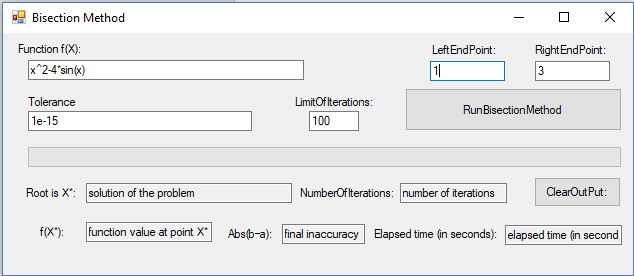 Bisection Method
Function f(X):
LeftEndPoint:
RightEndPoint:
x^2-4*sin(x)
1
3
Tolerance
LimitOfIterations:
1e-15
100
RunBisectionMethod
Root is X*:
solution of the problem
NumberOfIterations:
number of iterations
ClearOutPut:
f(X*):
function value at point X*
Abs(b-a):
final inaccuracy
Elapsed time (in seconds):
elapsed time (in second